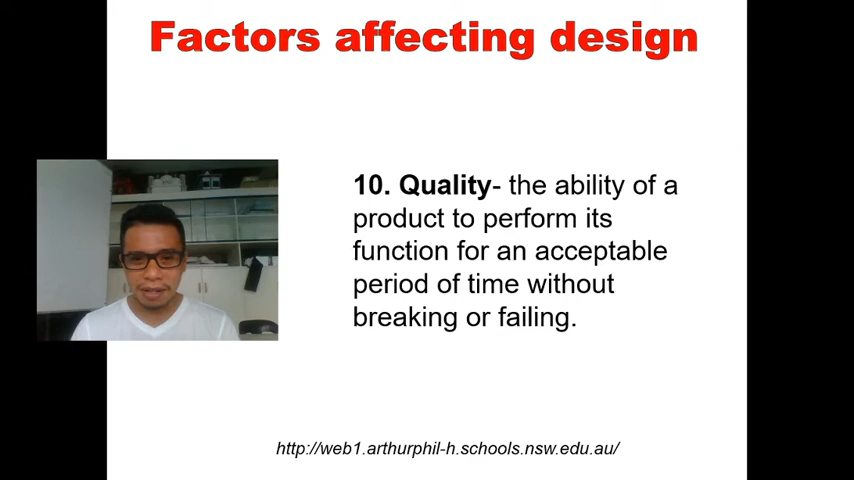 Factors affecting design
10. Quality- the ability of a
product to perform its
function for an acceptable
period of time without
breaking or failing.
http://web1.arthurphil-h.schools.nsw.edu.au/